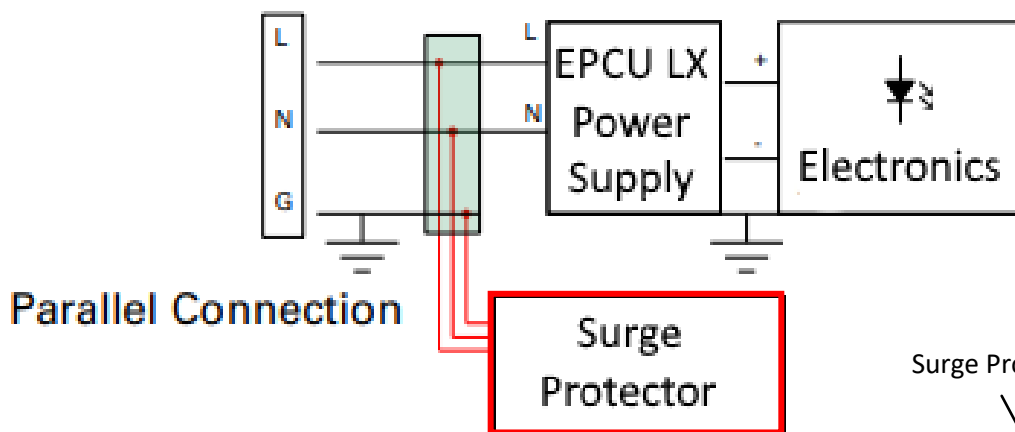 L
N
G
L
N
EPCU LX
Power
Supply
+
-
Electronics
Parallel Connection
Surge
Protector
Surge Pro